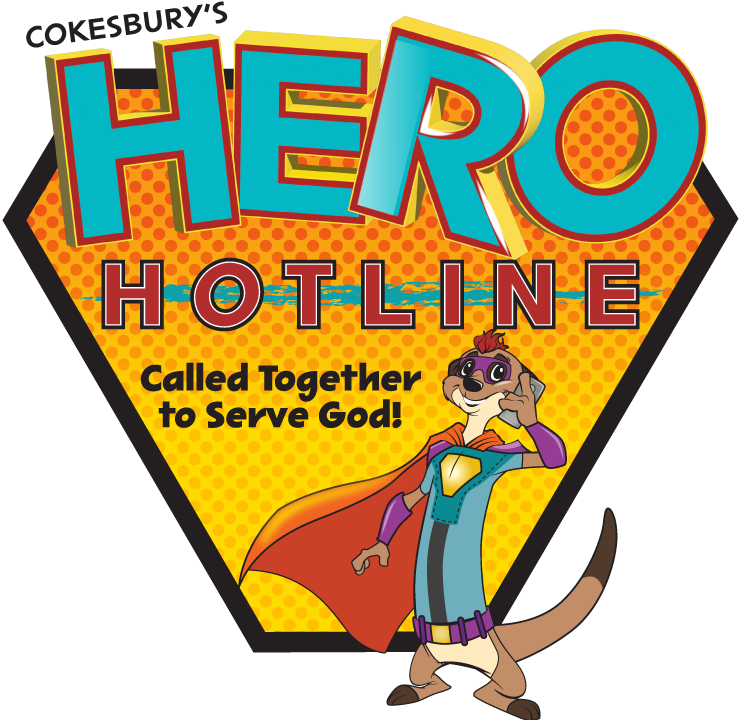 COKESBURY'S
HERO
HOTLINE
Called Together
to Serve God!